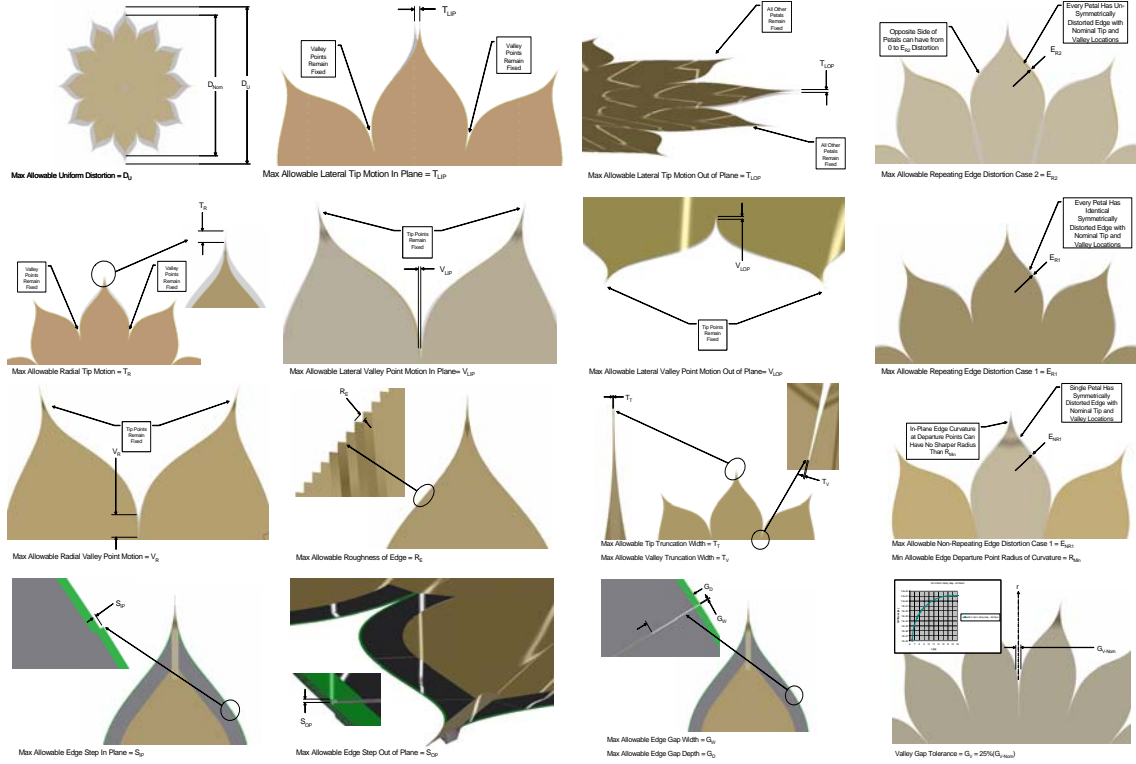 D_Nom
D_U
Max Allowable Uniform Distortion = D_U
T_LIP
Valley
Points
Remain
Fixed
Valley
Points
Remain
Fixed
Max Allowable Lateral Tip Motion In Plane = T_LIP
All Other
Petals
Remain
Fixed
T_LOP
All Other
Petals
Remain
Fixed
Max Allowable Lateral Tip Motion Out of Plane = T_LOP
Opposite Side of
Petals can have from
0 to E_R2 Distortion
Every Petal Has Un-
Symmetrically
Distorted Edge with
Nominal Tip and
Valley Locations
E_R2
Max Allowable Repeating Edge Distortion Case 2 = E_R2
T_R
Valley
Points
Remain
Fixed
Valley
Points
Remain
Fixed
Max Allowable Radial Tip Motion = T_R
Tip Points
Remain
Fixed
V_LIP
Max Allowable Lateral Valley Point Motion In Plane= V_LIP
V_LOP
Tip Points
Remain
Fixed
Max Allowable Lateral Valley Point Motion Out of Plane= V_LOP
Every Petal Has
Identical
Symmetrically
Distorted Edge with
Nominal Tip and
Valley Locations
E_R1
Max Allowable Repeating Edge Distortion Case 1 = E_R1
Tip Points
Remain
Fixed
V_R
Max Allowable Radial Valley Point Motion = V_R
R_E
Max Allowable Roughness of Edge = R_E
T_T
T_V
Max Allowable Tip Truncation Width = T_T
Max Allowable Valley Truncation Width = T_V
Single Petal Has
Symmetrically
Distorted Edge with
Nominal Tip and
Valley Locations
In-Plane Edge Curvature
at Departure Points Can
Have No Sharper Radius
Than R_Min
E_NR1
Max Allowable Non-Repeating Edge Distortion Case 1 = E_NR1
Min Allowable Edge Departure Point Radius of Curvature = R_Min
S_IP
Max Allowable Edge Step In Plane = S_IP
S_OP
Max Allowable Edge Step Out of Plane = S_OP
G_D
G_W
Max Allowable Edge Gap Width = G_W
Max Allowable Edge Gap Depth = G_D
r
G_V-Nom
Valley Gap Tolerance = G_V = 25%(G_V-Nom)